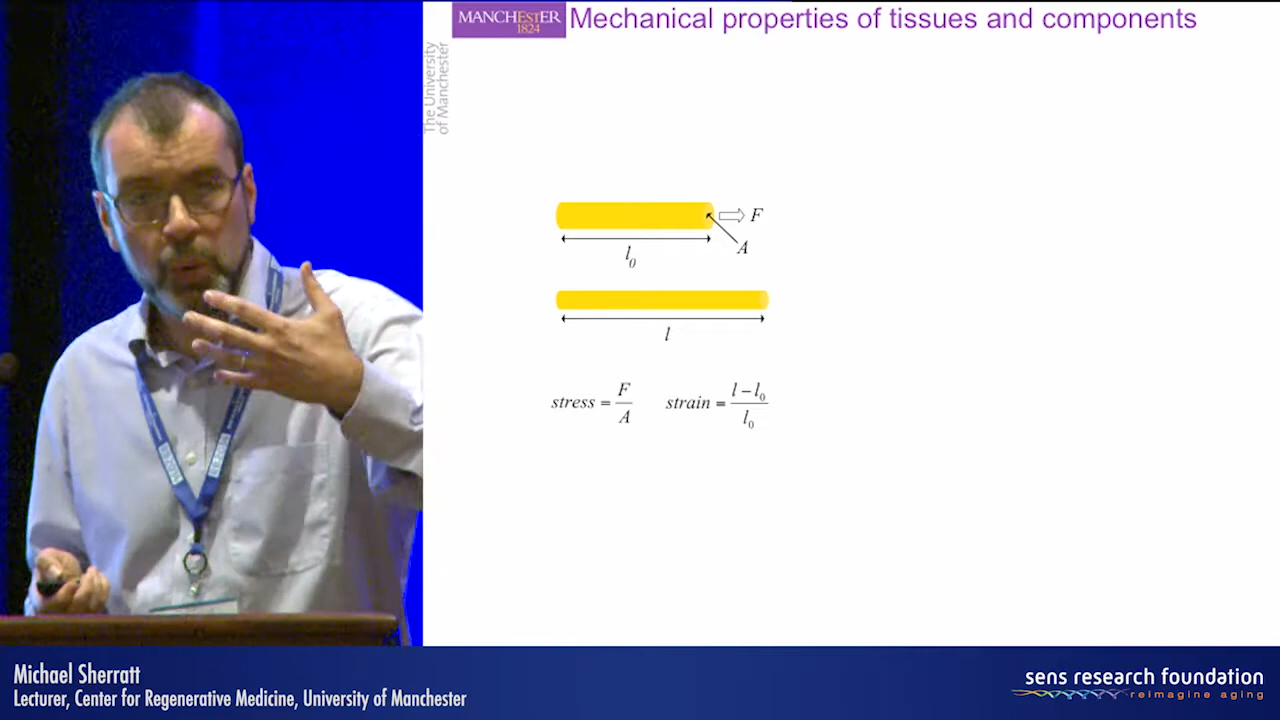 MANCHESTER
1824
The University
of Manchester
Mechanical properties of tissues and components
F
A
l₀
l
stress = F/A strain = (l – l₀)/l₀
Michael Sherratt
Lecturer, Center for Regenerative Medicine, University of Manchester
sens research foundation
reimagine aging